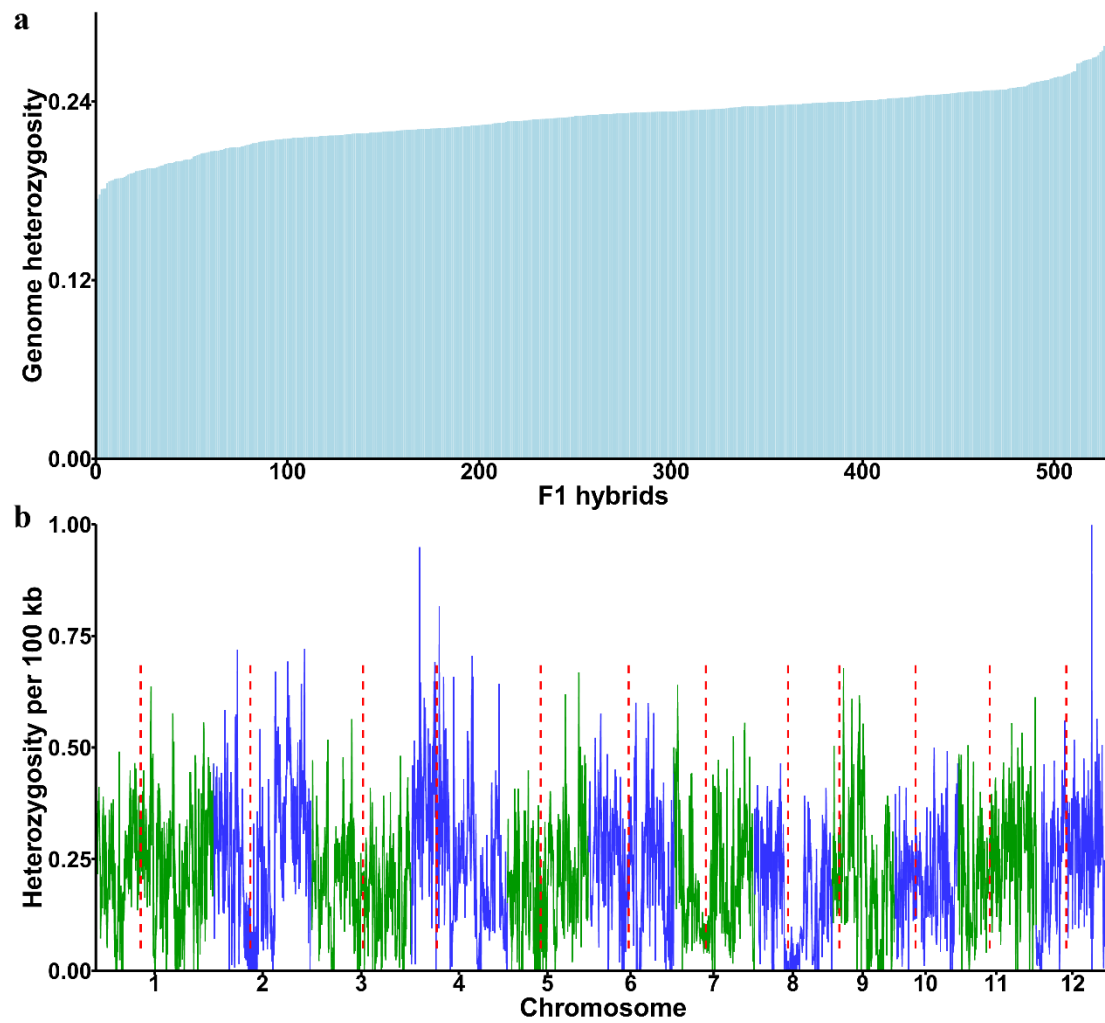 a
Genome heterozygosity
0.24
0.12
0.00
0 100 200 300 400 500
F1 hybrids
b
Heterozygosity per 100 kb
1.00
0.75
0.50
0.25
0.00
1 2 3 4 5 6 7 8 9 10 11 12
Chromosome